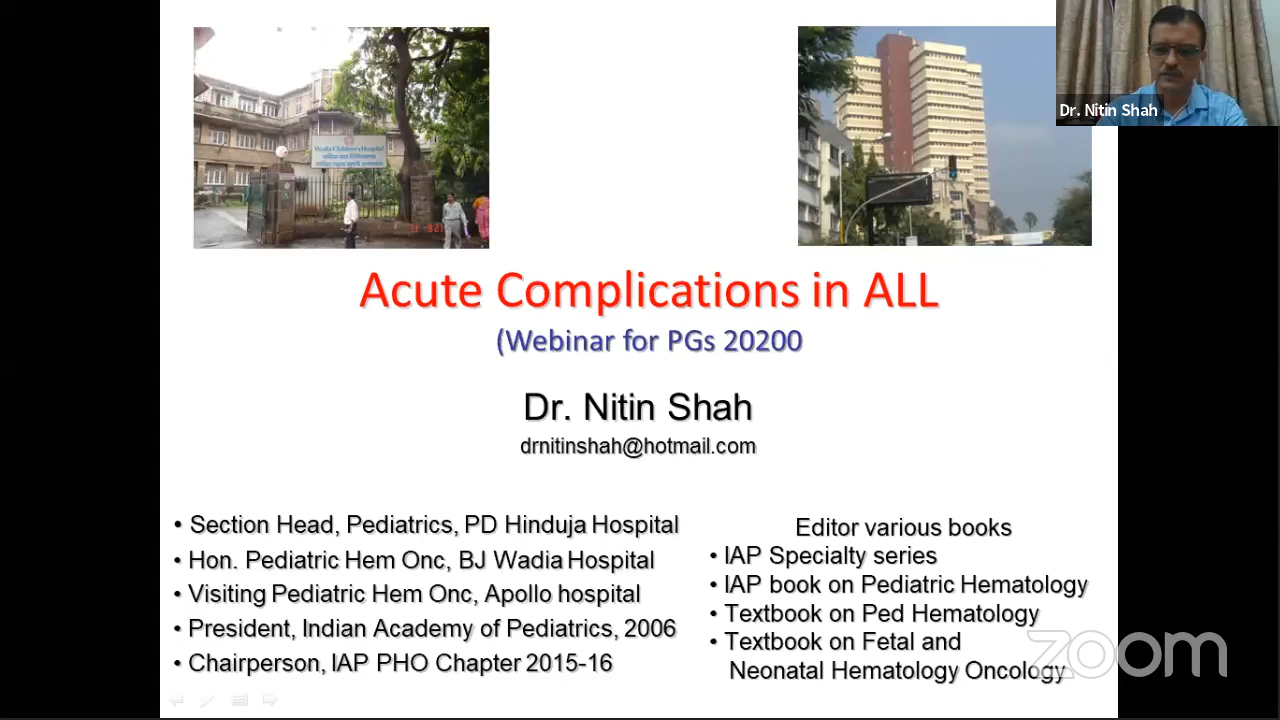 Wadia Children's Hospital
Dr. Nitin Shah
Acute Complications in ALL
(Webinar for PGs 20200
Dr. Nitin Shah
drnitinshah@hotmail.com
• Section Head, Pediatrics, PD Hinduja Hospital
• Hon. Pediatric Hem Onc, BJ Wadia Hospital
• Visiting Pediatric Hem Onc, Apollo hospital
• President, Indian Academy of Pediatrics, 2006
• Chairperson, IAP PHO Chapter 2015-16
Editor various books
• IAP Specialty series
• IAP book on Pediatric Hematology
• Textbook on Ped Hematology
• Textbook on Fetal and
Neonatal Hematology Oncology
zoom